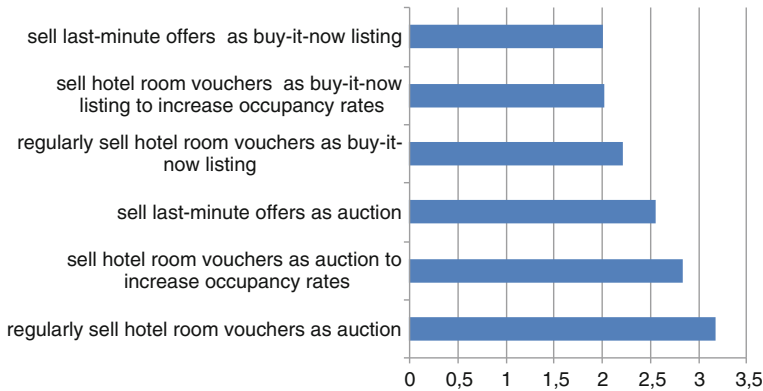 sell last-minute offers as buy-it-now listing
sell hotel room vouchers as buy-it-now
listing to increase occupancy rates
regularly sell hotel room vouchers as buy-it-
now listing
sell last-minute offers as auction
sell hotel room vouchers as auction to
increase occupancy rates
regularly sell hotel room vouchers as auction
0 0,5 1 1,5 2 2,5 3 3,5